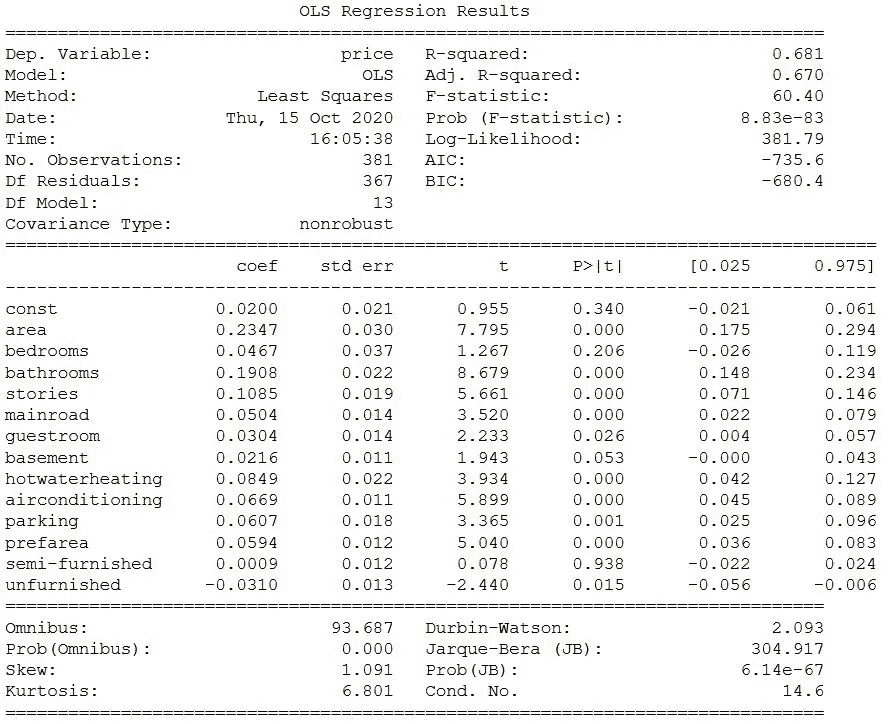 OLS Regression Results
==============================================================================
Dep. Variable:                  price   R-squared:                       0.681
Model:                            OLS   Adj. R-squared:                  0.670
Method:                 Least Squares   F-statistic:                     60.40
Date:                Thu, 15 Oct 2020   Prob (F-statistic):           8.83e-83
Time:                        16:05:38   Log-Likelihood:                 381.79
No. Observations:                 381   AIC:                            -735.6
Df Residuals:                     367   BIC:                            -680.4
Df Model:                          13
Covariance Type:            nonrobust
===================================================================================
                      coef    std err          t      P>|t|      [0.025      0.975]
-----------------------------------------------------------------------------------
const               0.0200      0.021      0.955      0.340      -0.021       0.061
area                0.2347      0.030      7.795      0.000       0.175       0.294
bedrooms            0.0467      0.037      1.267      0.206      -0.026       0.119
bathrooms           0.1908      0.022      8.679      0.000       0.148       0.234
stories             0.1085      0.019      5.661      0.000       0.071       0.146
mainroad            0.0504      0.014      3.520      0.000       0.022       0.079
guestroom           0.0304      0.014      2.233      0.026       0.004       0.057
basement            0.0216      0.011      1.943      0.053      -0.000       0.043
hotwaterheating     0.0849      0.022      3.934      0.000       0.042       0.127
airconditioning     0.0669      0.011      5.899      0.000       0.045       0.089
parking             0.0607      0.018      3.365      0.001       0.025       0.096
prefarea            0.0594      0.012      5.040      0.000       0.036       0.083
semi-furnished      0.0009      0.012      0.078      0.938      -0.022       0.024
unfurnished        -0.0310      0.013     -2.440      0.015      -0.056      -0.006
==============================================================================
Omnibus:                       93.687   Durbin-Watson:                   2.093
Prob(Omnibus):                  0.000   Jarque-Bera (JB):              304.917
Skew:                           1.091   Prob(JB):                     6.14e-67
Kurtosis:                       6.801   Cond. No.                         14.6
==============================================================================